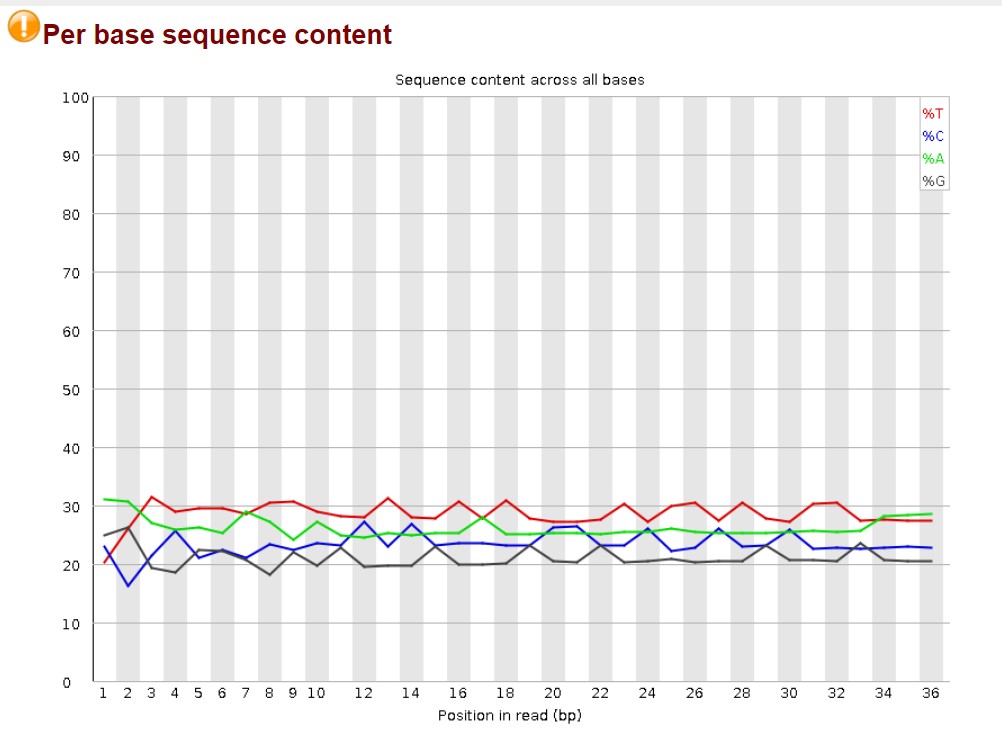 Per base sequence content
Sequence content across all bases
100
90
80
70
60
50
40
30
20
10
0
%T
%C
%A
%G
1 2 3 4 5 6 7 8 9 10 12 14 16 18 20 22 24 26 28 30 32 34 36
Position in read (bp)